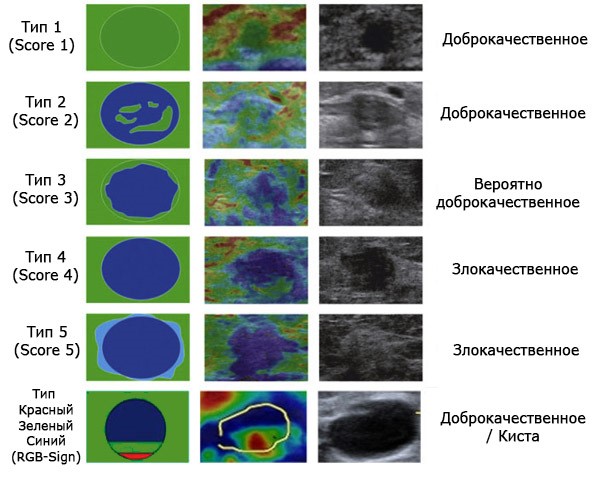 Тип 1
(Score 1)
Доброкачественное
Тип 2
(Score 2)
Доброкачественное
Тип 3
(Score 3)
Вероятно
доброкачественное
Тип 4
(Score 4)
Злокачественное
Тип 5
(Score 5)
Злокачественное
Тип
Красный
Зеленый
Синий
(RGB-Sign)
Доброкачественное
/ Киста